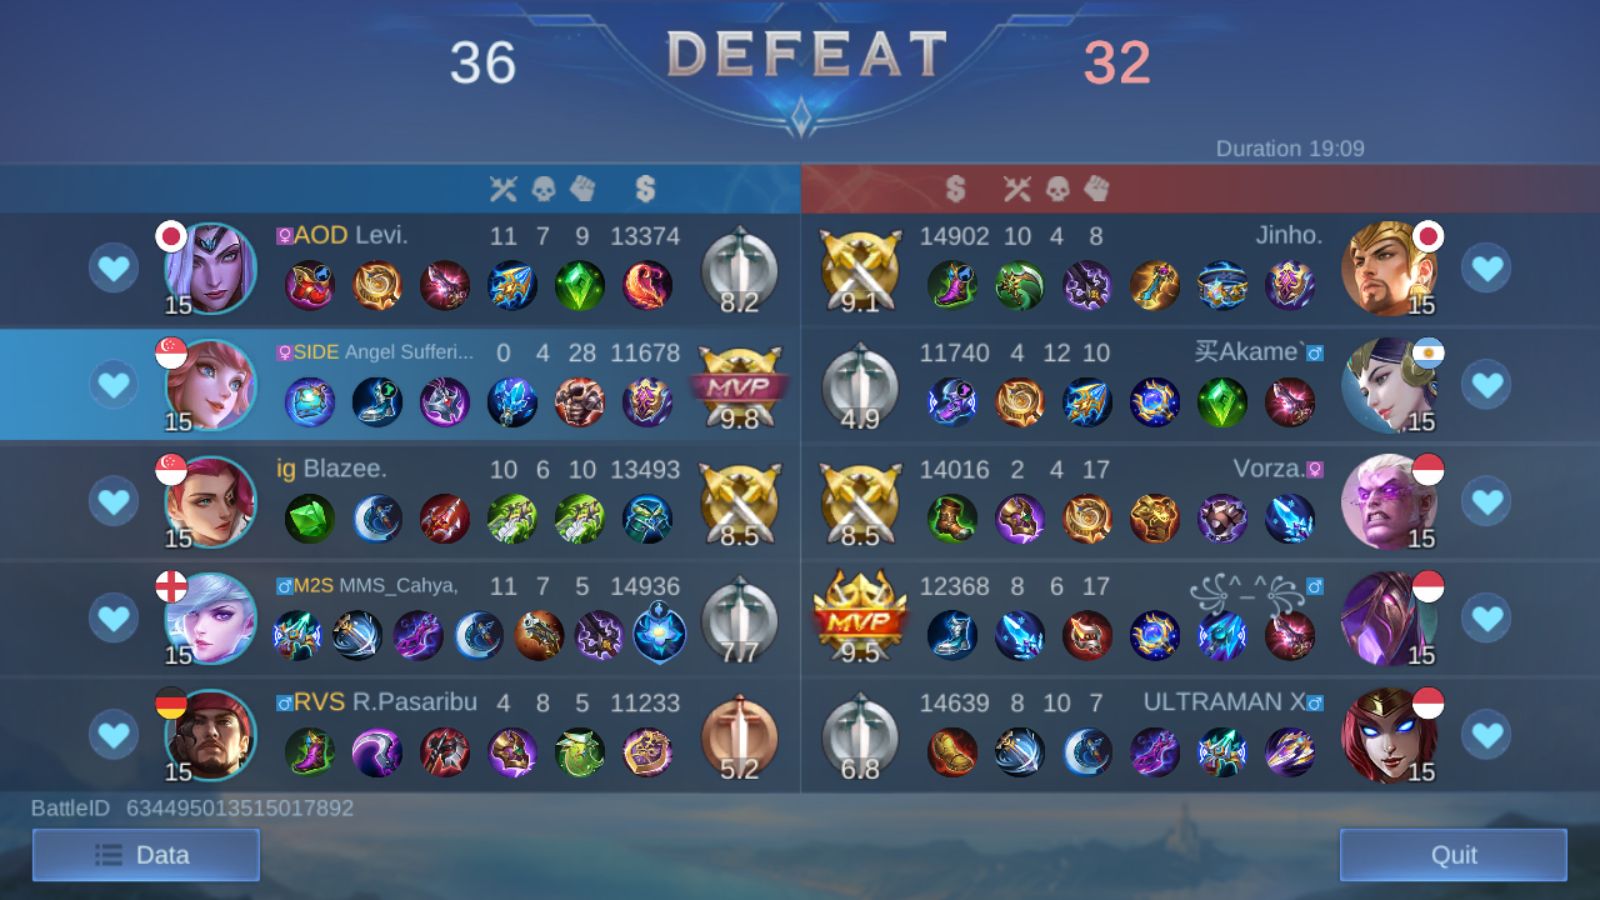 36 DEFEAT 32
Duration 19:09
AOD Levi. 11 7 9 13374
15 8.2
14902 10 4 8 Jinho.
9.1 15
SIDE Angel Sufferi... 0 4 28 11678
15 MVP 9.8
11740 4 12 10 买Akame`
4.9 15
ig Blazee. 10 6 10 13493
15 8.5
14016 2 4 17 Vorza.
8.5 15
M2S MMS_Cahya, 11 7 5 14936
15 7.7
12368 8 6 17 ꧁^_^꧂
MVP 9.5 15
RVS R.Pasaribu 4 8 5 11233
15 5.2
14639 8 10 7 ULTRAMAN X
6.8 15
BattleID 634495013515017892
Data
Quit